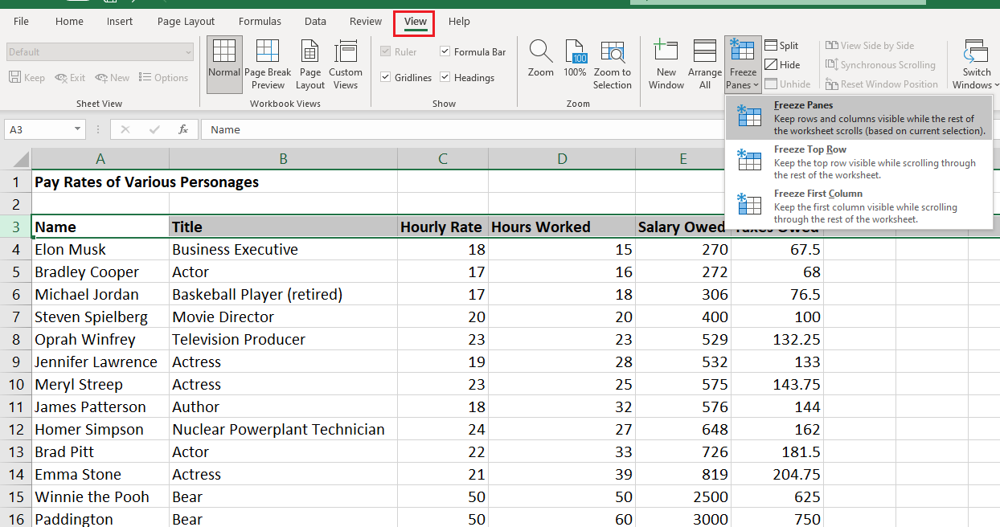 File Home Insert Page Layout Formulas Data Review View Help
Default
Keep Exit New Options
Sheet View
Normal Page Break Preview Page Layout Custom Views
Workbook Views
Ruler Formula Bar
Gridlines Headings
Show
Zoom 100 100% Zoom to Selection
Zoom
New Window Arrange All Freeze Panes
Split
Hide
Unhide
View Side by Side
Synchronous Scrolling
Reset Window Position
Switch Windows
Freeze Panes
Keep rows and columns visible while the rest of
the worksheet scrolls (based on current selection).
Freeze Top Row
Keep the top row visible while scrolling through
the rest of the worksheet.
Freeze First Column
Keep the first column visible while scrolling
through the rest of the worksheet.
A3 fx Name
A B C D E
1 Pay Rates of Various Personages
2
3 Name Title Hourly Rate Hours Worked Salary Owed Taxes Owed
4 Elon Musk Business Executive 18 15 270 67.5
5 Bradley Cooper Actor 17 16 272 68
6 Michael Jordan Baskeball Player (retired) 17 18 306 76.5
7 Steven Spielberg Movie Director 20 20 400 100
8 Oprah Winfrey Television Producer 23 23 529 132.25
9 Jennifer Lawrence Actress 19 28 532 133
10 Meryl Streep Actress 23 25 575 143.75
11 James Patterson Author 18 32 576 144
12 Homer Simpson Nuclear Powerplant Technician 24 27 648 162
13 Brad Pitt Actor 22 33 726 181.5
14 Emma Stone Actress 21 39 819 204.75
15 Winnie the Pooh Bear 50 50 2500 625
16 Paddington Bear 50 60 3000 750